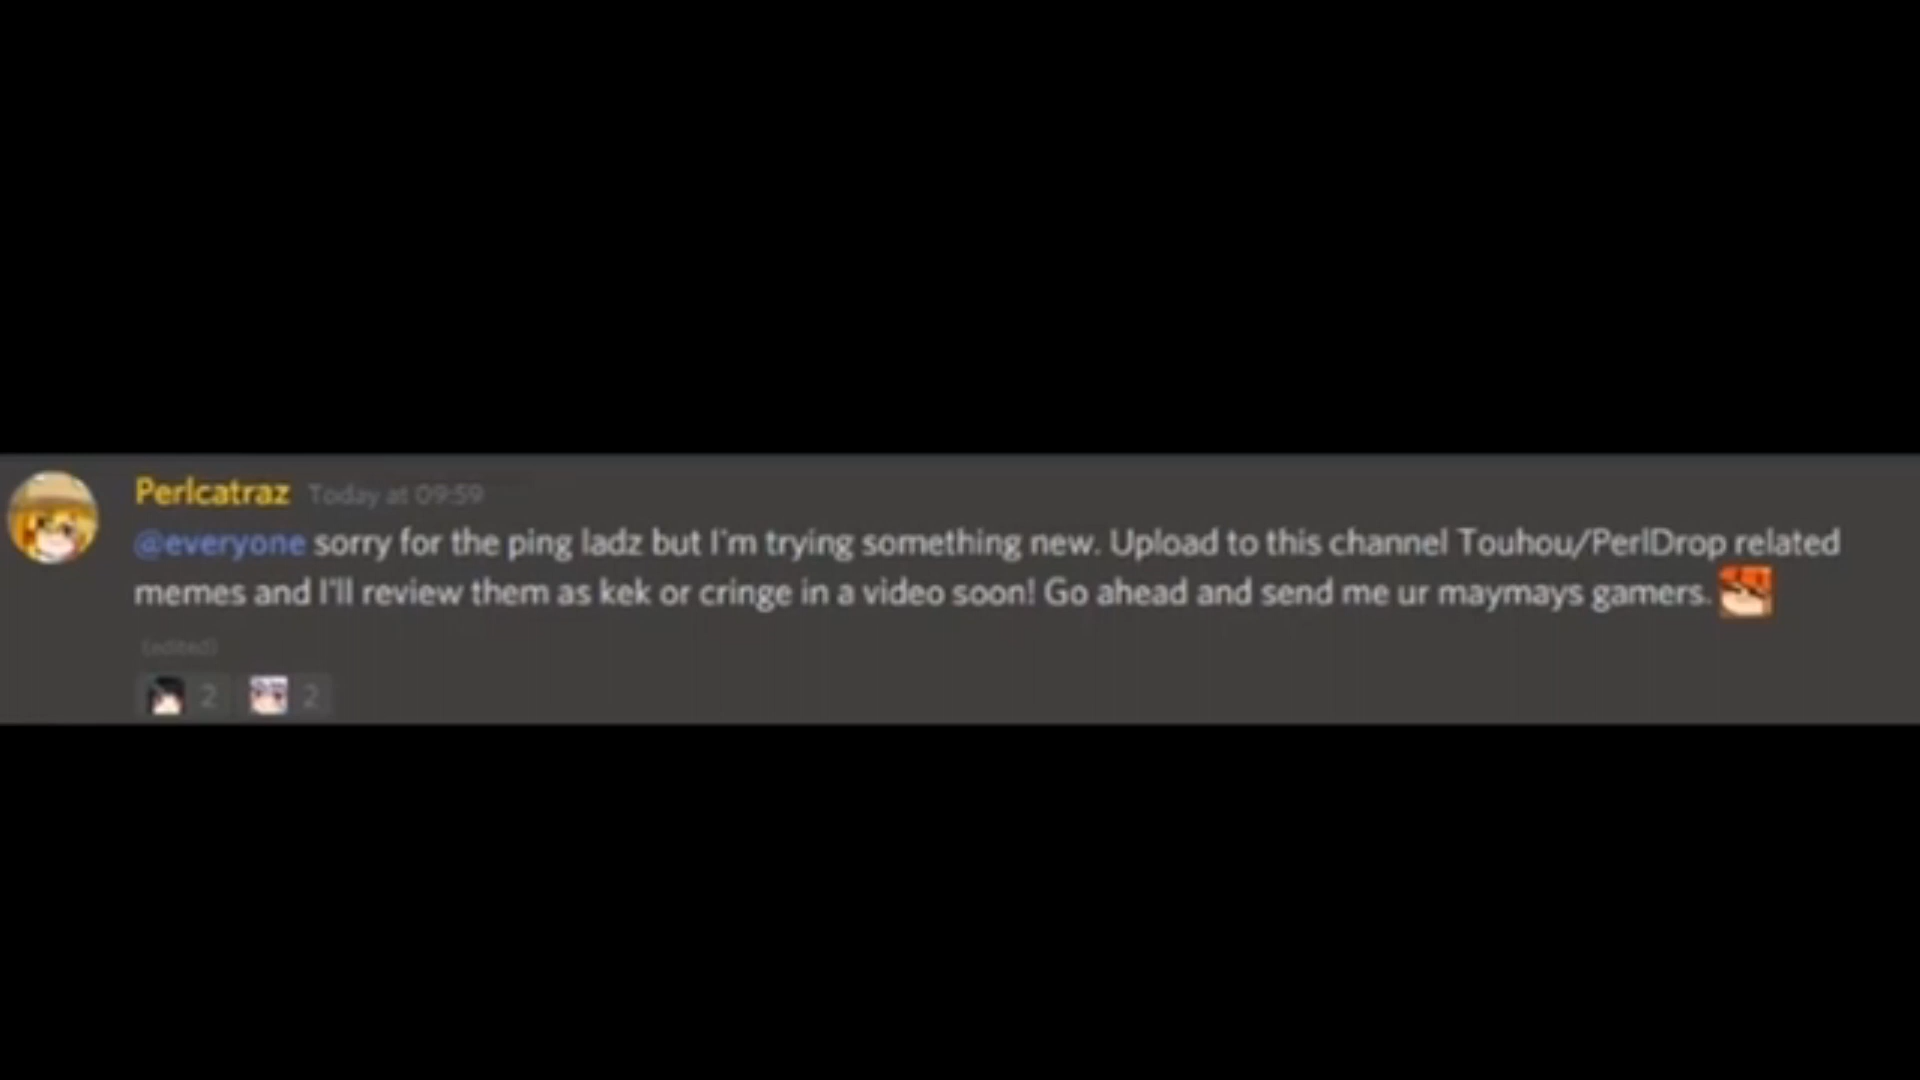 Perlcatraz Today at 09:59
@everyone sorry for the ping ladz but I'm trying something new. Upload to this channel Touhou/PerlDrop related
memes and I'll review them as kek or cringe in a video soon! Go ahead and send me ur maymays gamers.
(edited)
2 2